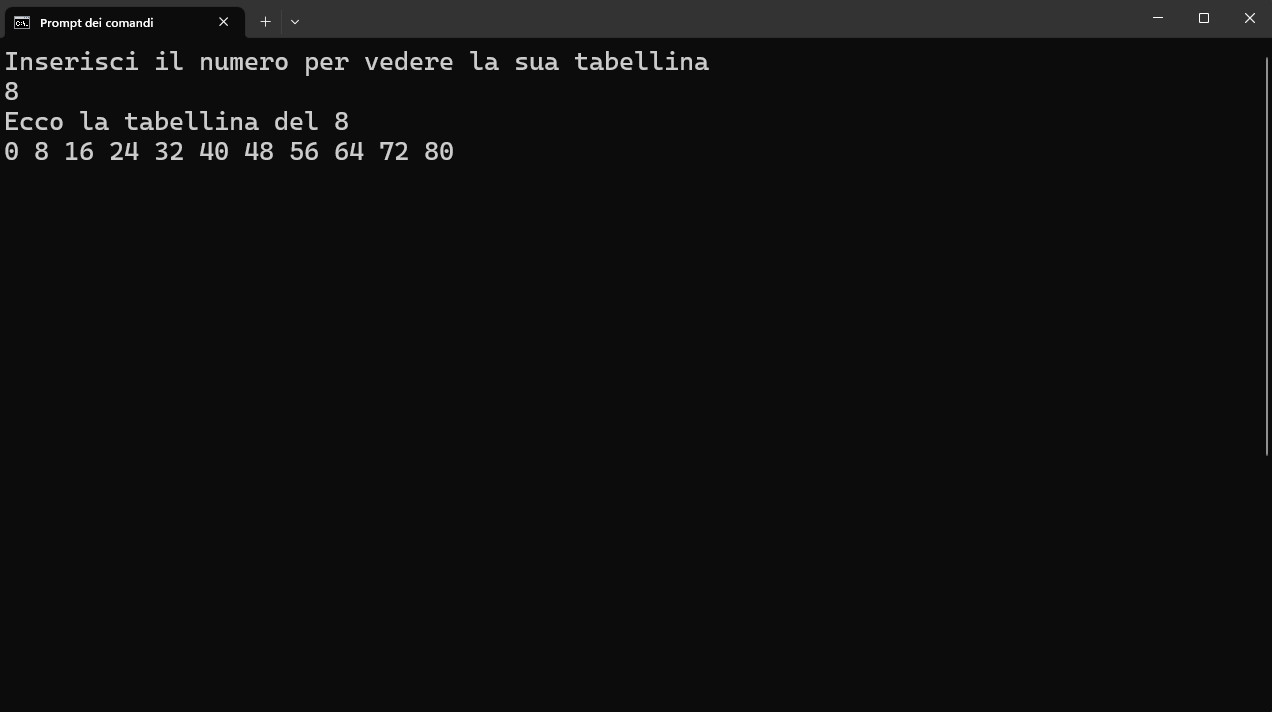 Prompt dei comandi
Inserisci il numero per vedere la sua tabellina
8
Ecco la tabellina del 8
0 8 16 24 32 40 48 56 64 72 80